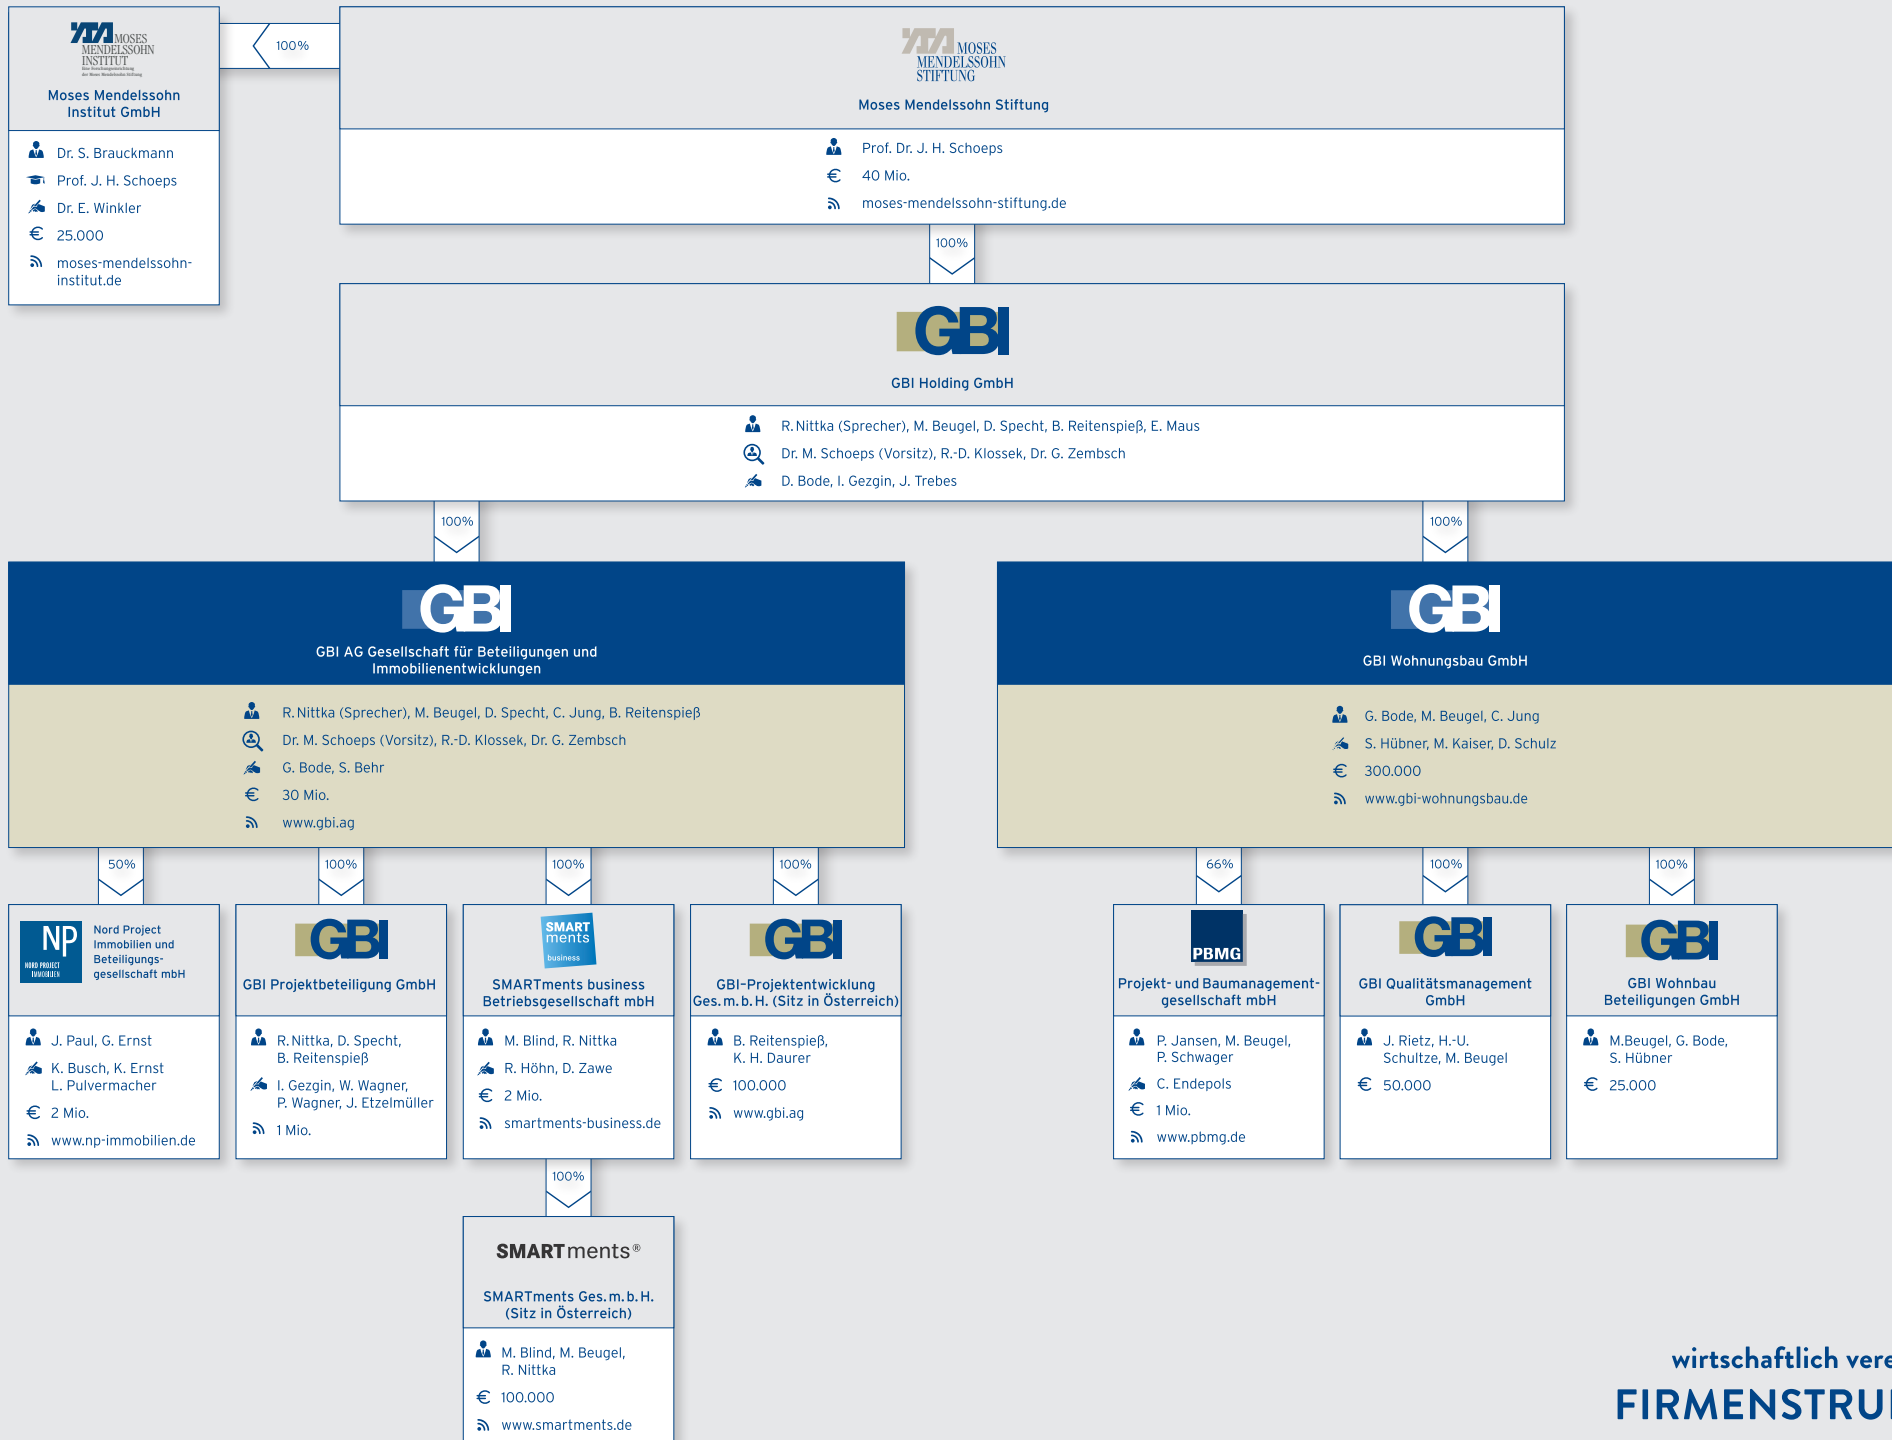 MOSES
MENDELSSOHN
INSTITUT
Eine Forschungseinrichtung
der Moses Mendelssohn Stiftung
Moses Mendelssohn
Institut GmbH
Dr. S. Brauckmann
Prof. J. H. Schoeps
Dr. E. Winkler
€ 25.000
moses-mendelssohn-
institut.de
100%
MOSES
MENDELSSOHN
STIFTUNG
Moses Mendelssohn Stiftung
Prof. Dr. J. H. Schoeps
€ 40 Mio.
moses-mendelssohn-stiftung.de
100%
GBI
GBI Holding GmbH
R. Nittka (Sprecher), M. Beugel, D. Specht, B. Reitenspieß, E. Maus
Dr. M. Schoeps (Vorsitz), R.-D. Klossek, Dr. G. Zembsch
D. Bode, I. Gezgin, J. Trebes
100%
100%
GBI
GBI AG Gesellschaft für Beteiligungen und
Immobilienentwicklungen
R. Nittka (Sprecher), M. Beugel, D. Specht, C. Jung, B. Reitenspieß
Dr. M. Schoeps (Vorsitz), R.-D. Klossek, Dr. G. Zembsch
G. Bode, S. Behr
€ 30 Mio.
www.gbi.ag
GBI
GBI Wohnungsbau GmbH
G. Bode, M. Beugel, C. Jung
S. Hübner, M. Kaiser, D. Schulz
€ 300.000
www.gbi-wohnungsbau.de
50%
100%
100%
100%
66%
100%
100%
NP
NORD PROJECT
IMMOBILIEN
Nord Project
Immobilien und
Beteiligungs-
gesellschaft mbH
J. Paul, G. Ernst
K. Busch, K. Ernst
L. Pulvermacher
€ 2 Mio.
www.np-immobilien.de
GBI
GBI Projektbeteiligung GmbH
R. Nittka, D. Specht,
B. Reitenspieß
I. Gezgin, W. Wagner,
P. Wagner, J. Etzelmüller
1 Mio.
SMART
ments
business
SMARTments business
Betriebsgesellschaft mbH
M. Blind, R. Nittka
R. Höhn, D. Zawe
€ 2 Mio.
smartments-business.de
GBI
GBI-Projektentwicklung
Ges. m. b. H. (Sitz in Österreich)
B. Reitenspieß,
K. H. Daurer
€ 100.000
www.gbi.ag
PBMG
Projekt- und Baumanagement-
gesellschaft mbH
P. Jansen, M. Beugel,
P. Schwager
C. Endepols
€ 1 Mio.
www.pbmg.de
GBI
GBI Qualitätsmanagement
GmbH
J. Rietz, H.-U.
Schultze, M. Beugel
€ 50.000
GBI
GBI Wohnbau
Beteiligungen GmbH
M.Beugel, G. Bode,
S. Hübner
€ 25.000
100%
SMARTments®
SMARTments Ges. m. b. H.
(Sitz in Österreich)
M. Blind, M. Beugel,
R. Nittka
€ 100.000
www.smartments.de
wirtschaftlich vere
FIRMENSTRU